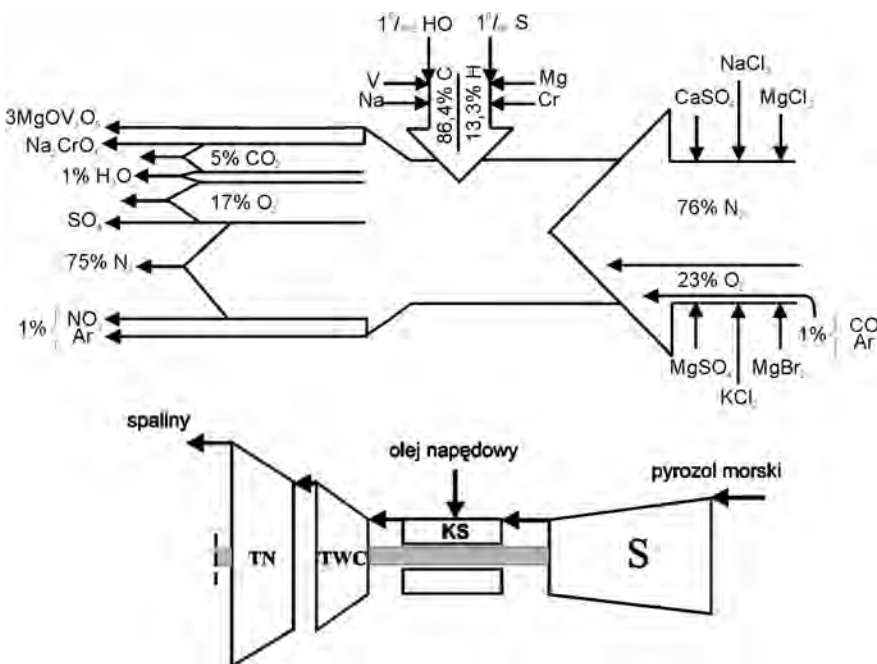 HO S
V Mg
Na Cr
86,4% C
13,3% H
NaCl
CaSO MgCl
3MgOV O
Na CrO
5% CO
1% H O
17% O
SO
75% N
76% N
23% O
1% NO
Ar
1% CO
Ar
MgSO MgBr
KCl
spaliny
olej napędowy
pyrozol morski
KS
TN
TWC
S